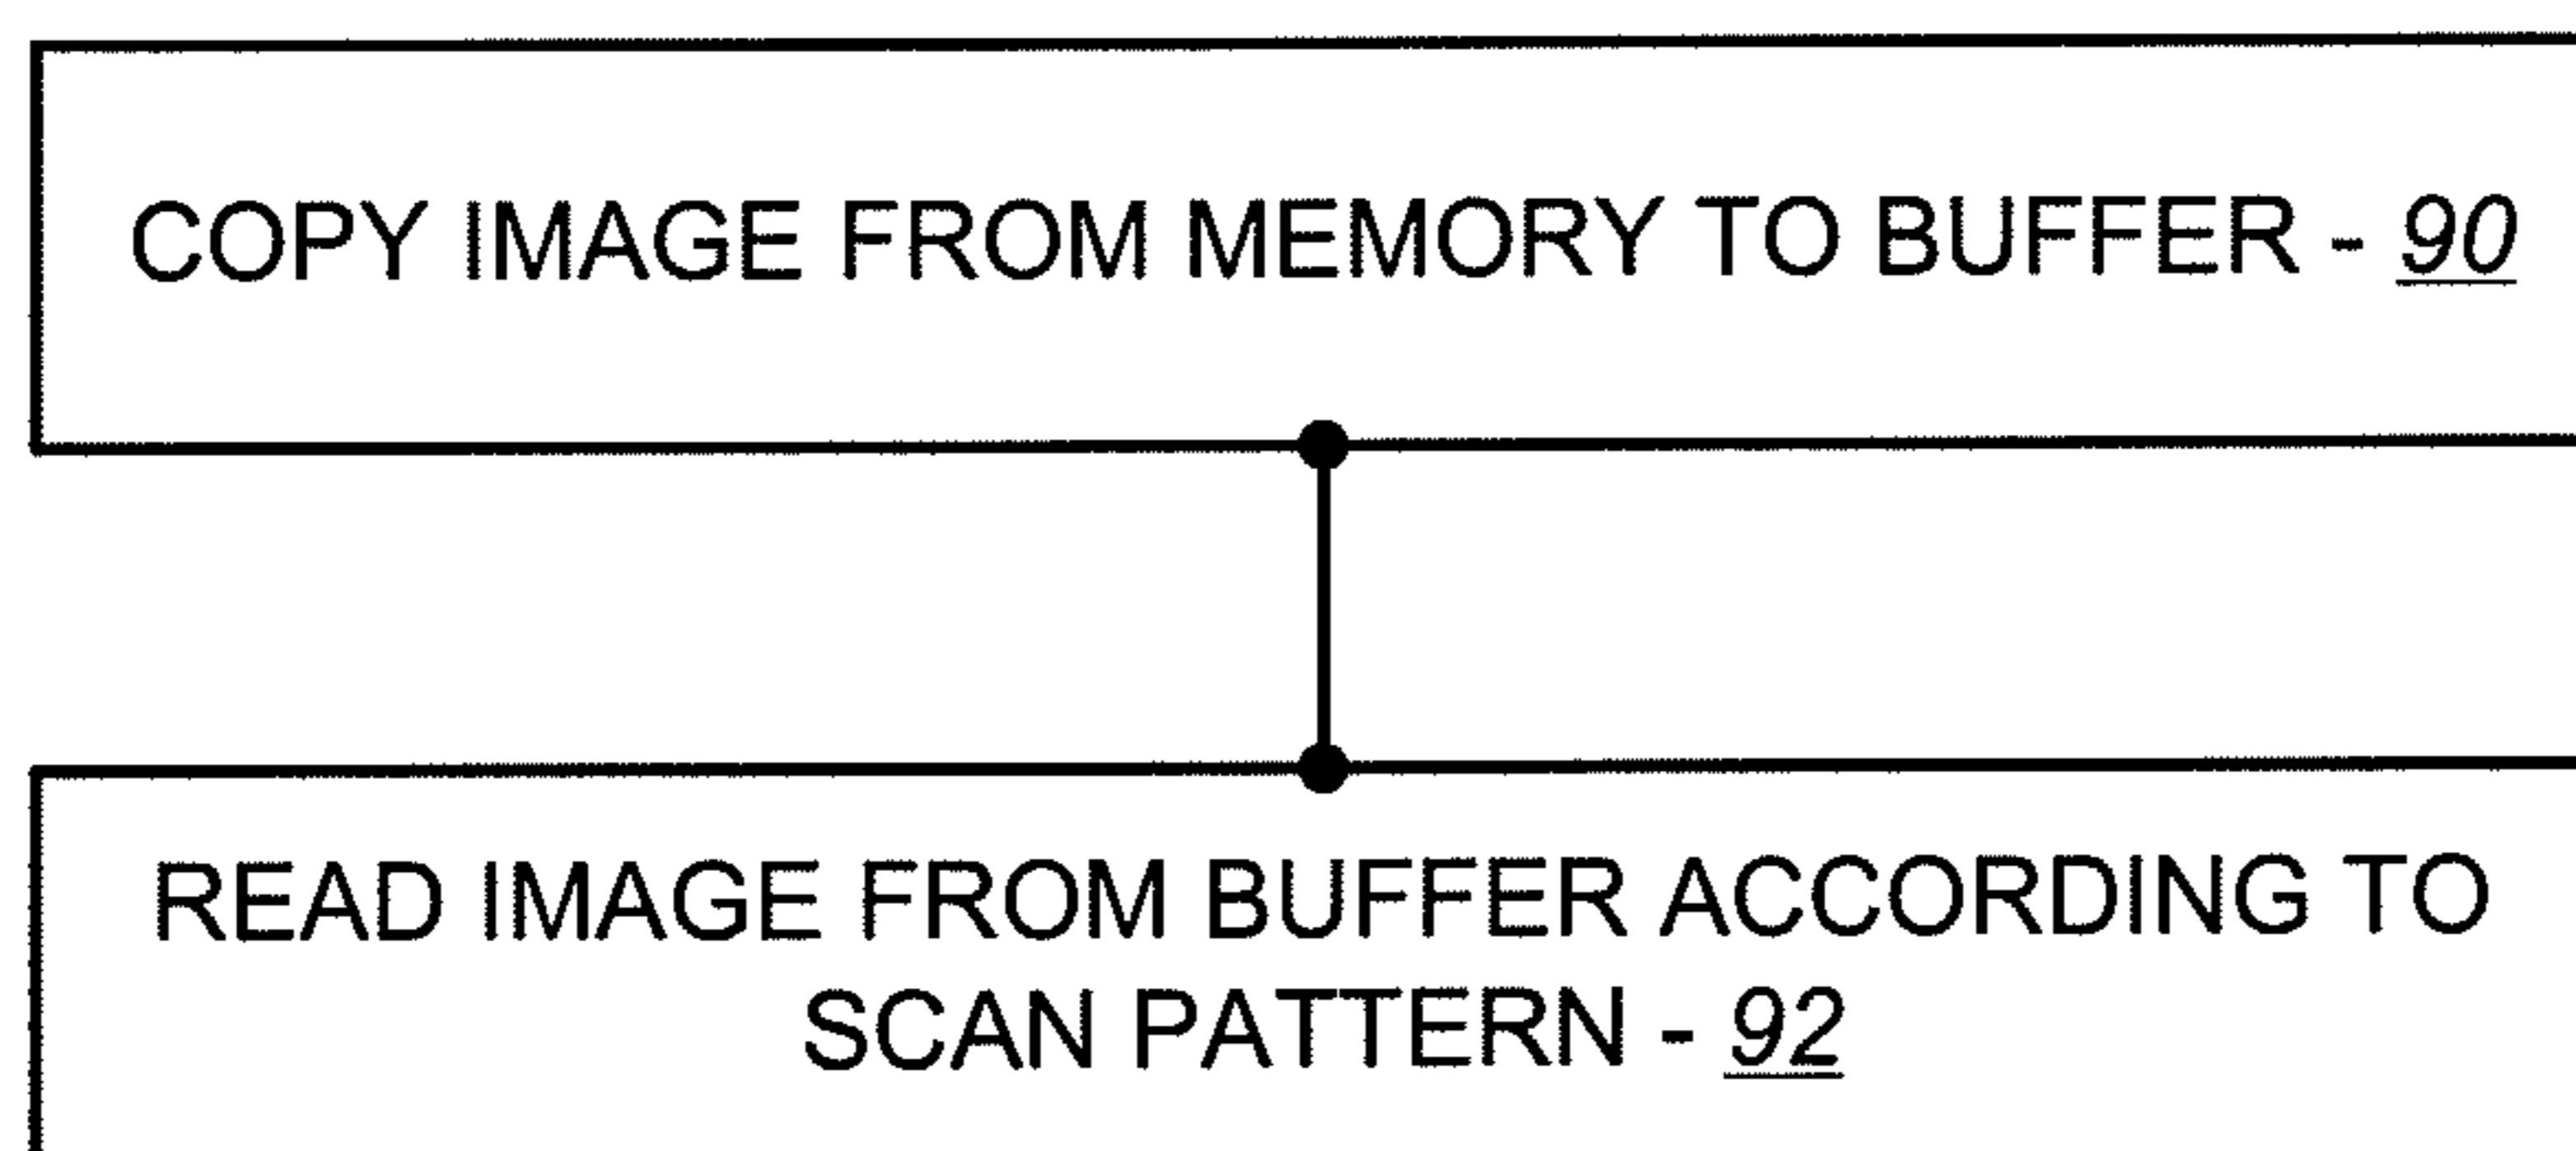 COPY IMAGE FROM MEMORY TO BUFFER - 90
READ IMAGE FROM BUFFER ACCORDING TO
SCAN PATTERN - 92